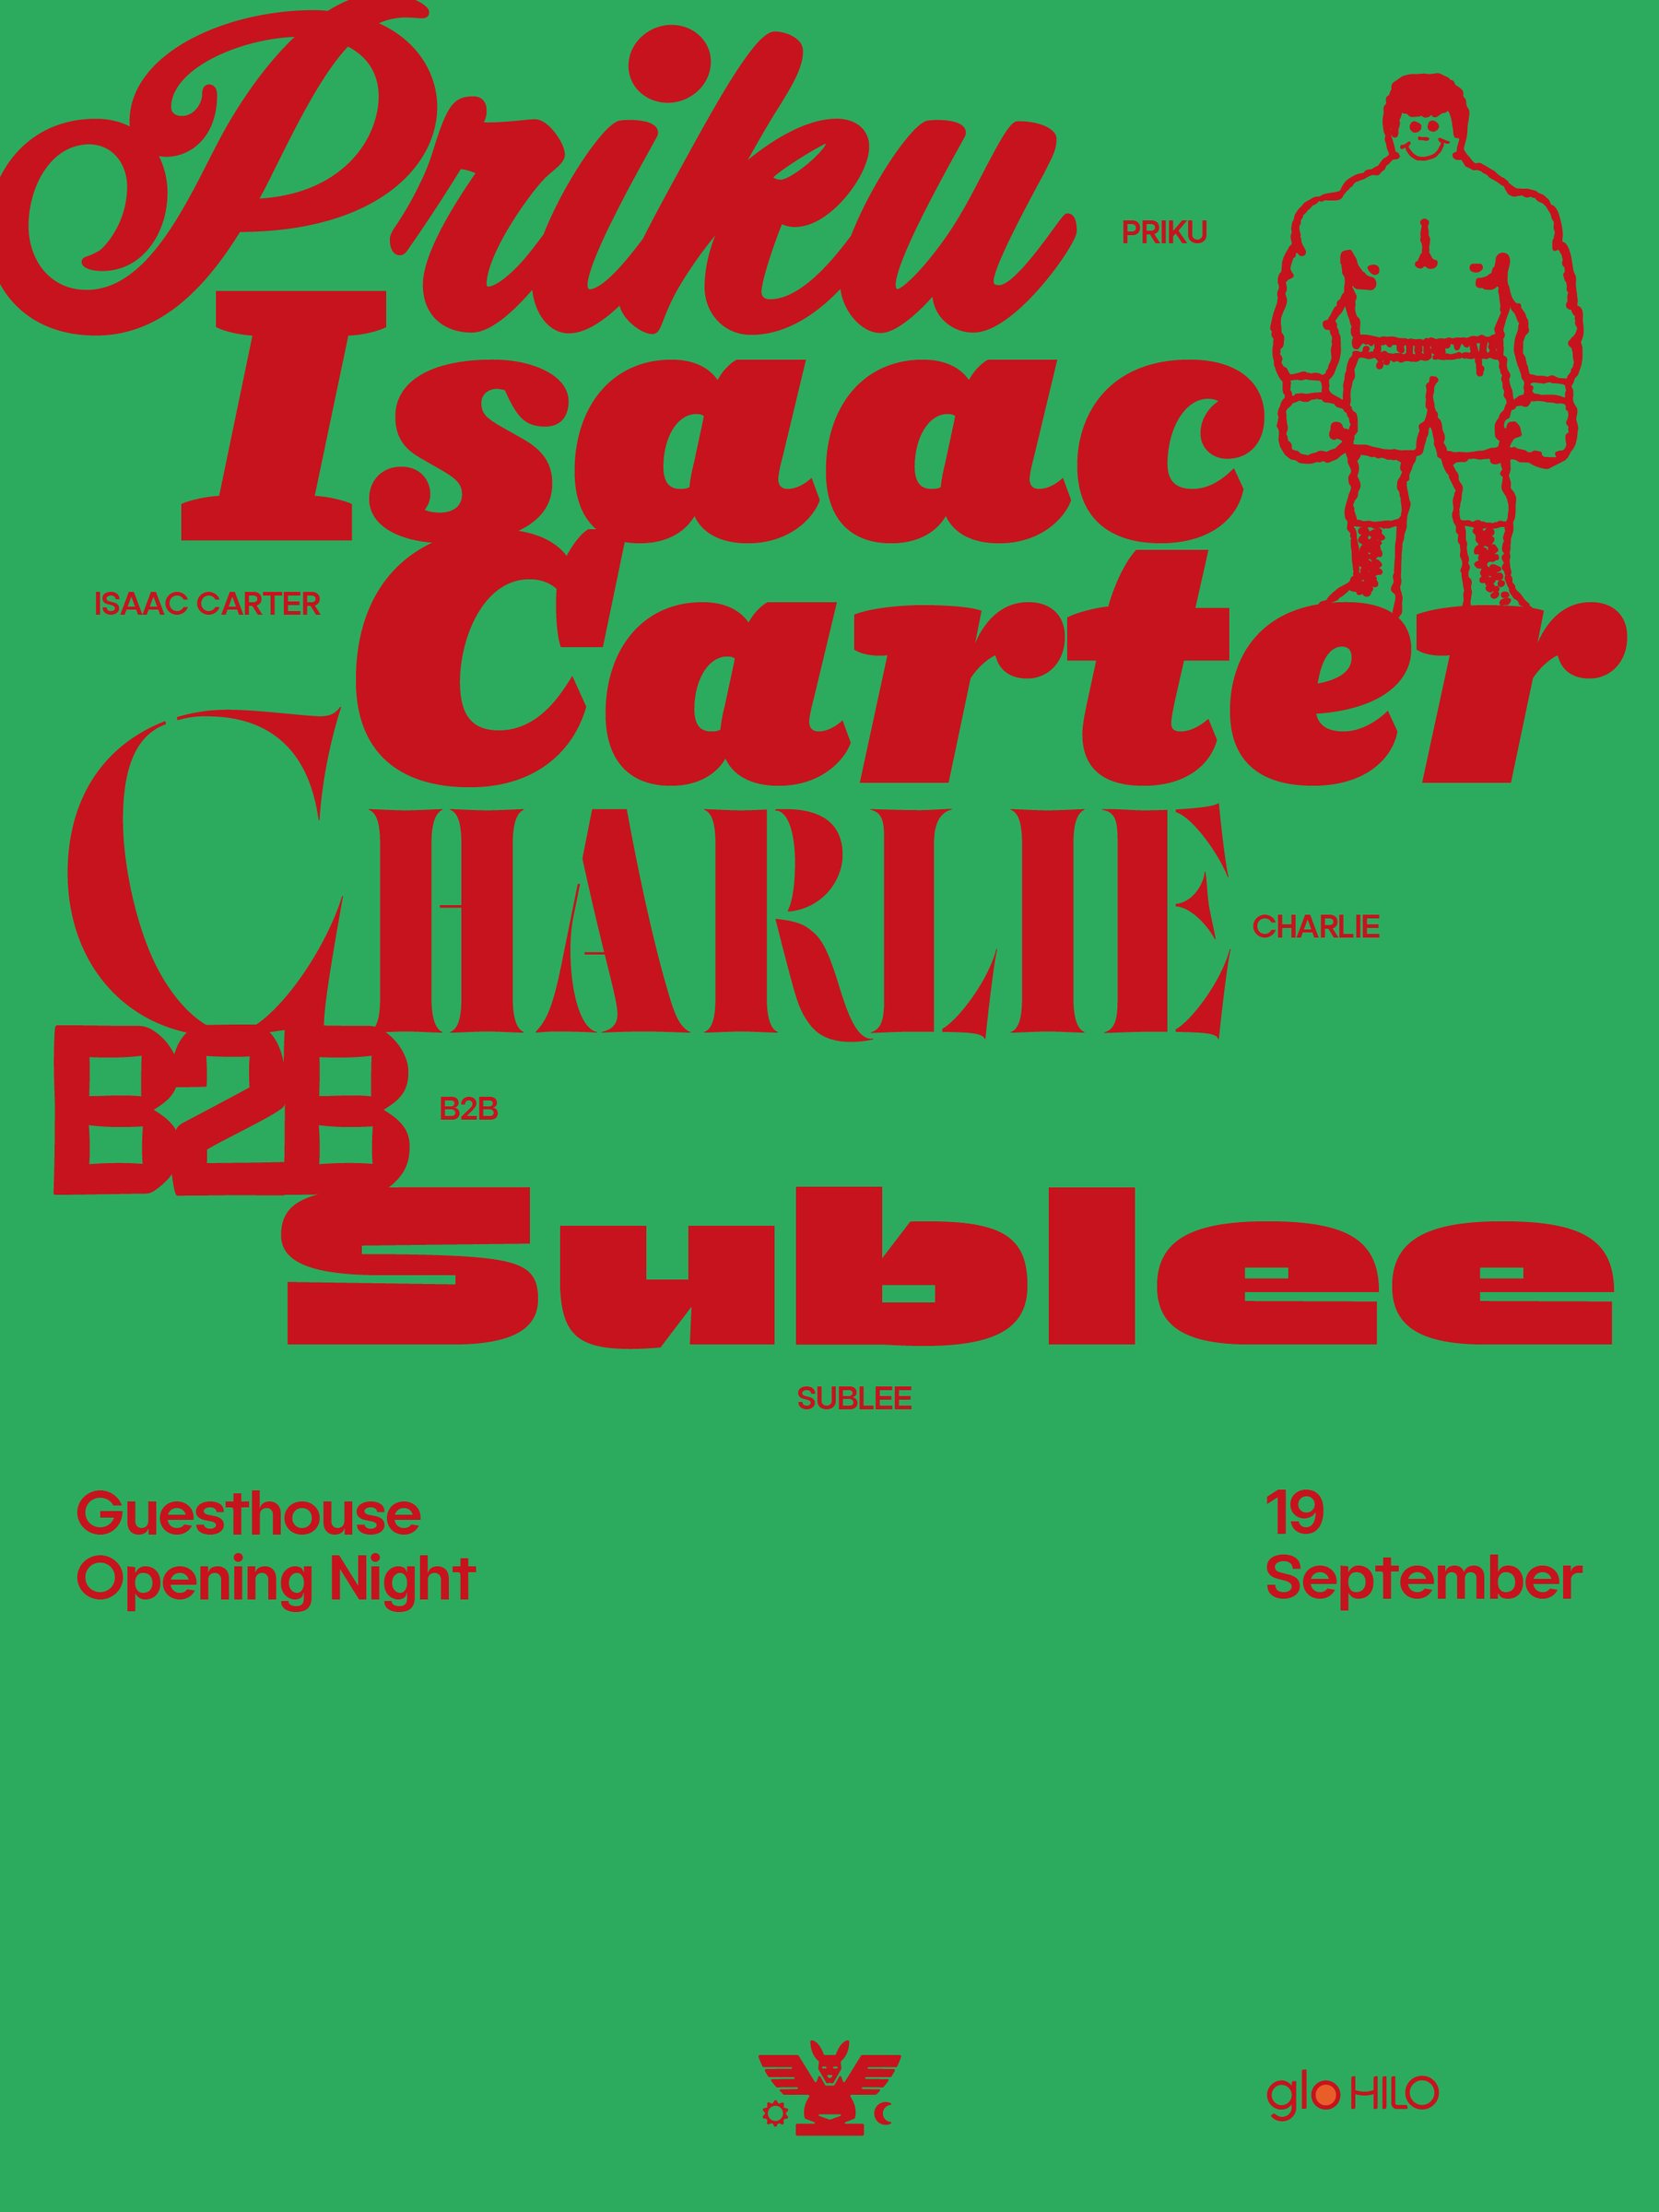 Priku
PRIKU
Isaac
ISAAC CARTER
Carter
CHARLIE
CHARLIE
B2B
B2B
Sublee
SUBLEE
Guesthouse
Opening Night
19
September
glo HILO